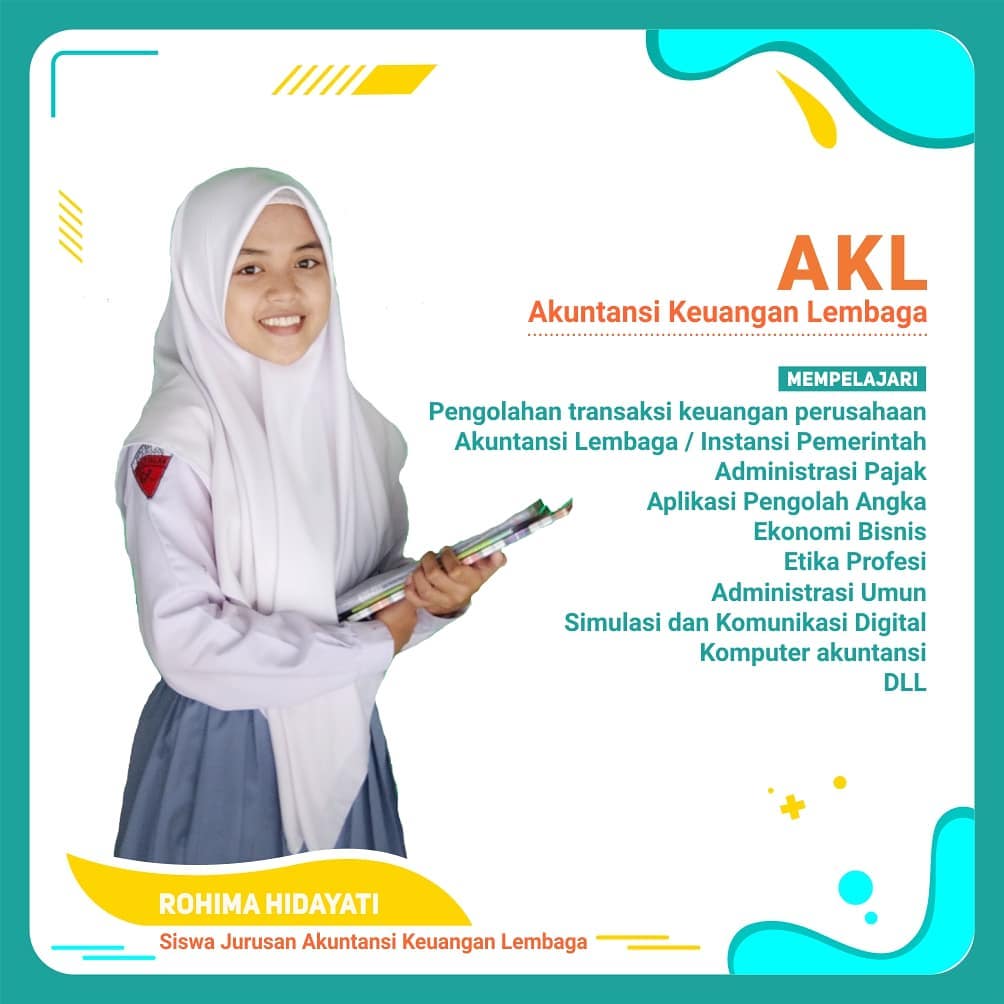 AKL
Akuntansi Keuangan Lembaga
MEMPELAJARI
Pengolahan transaksi keuangan perusahaan
Akuntansi Lembaga / Instansi Pemerintah
Administrasi Pajak
Aplikasi Pengolah Angka
Ekonomi Bisnis
Etika Profesi
Administrasi Umun
Simulasi dan Komunikasi Digital
Komputer akuntansi
DLL
ROHIMA HIDAYATI
Siswa Jurusan Akuntansi Keuangan Lembaga